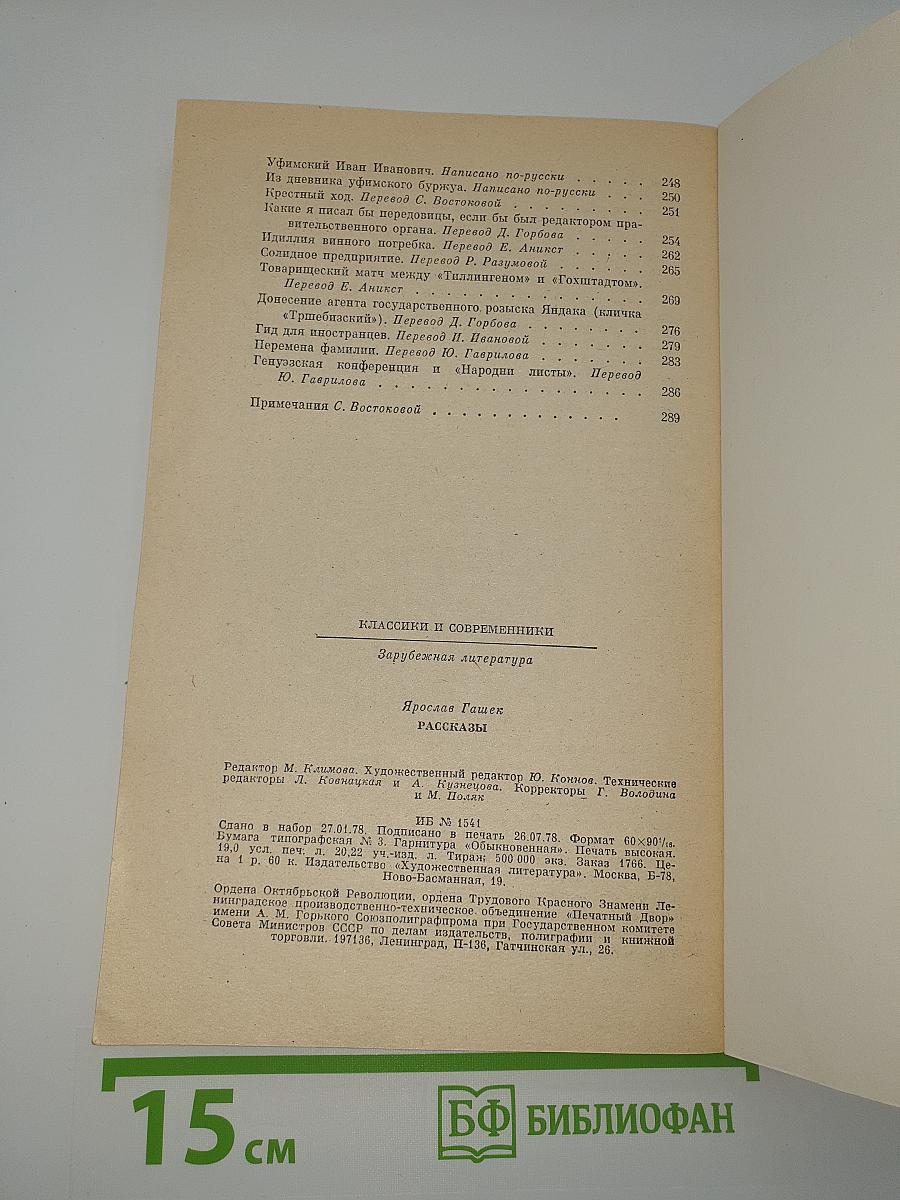 Уфимский Иван Иванович. Написано по-русски . . . . . 248
Из дневника уфимского буржуа. Написано по-русски . . . 250
Крестный ход. Перевод С. Востоковой . . . . . . . . . 251
Какие я писал бы передовицы, если бы был редактором пра-
вительственного органа. Перевод Д. Горбова . . . . . 254
Идиллия винного погребка. Перевод Е. Аникст . . . . 262
Солидное предприятие. Перевод Р. Разумовой . . . . . . 265
Товарищеский матч между «Тиллингеном» и «Гохштадтом».
Перевод Е. Аникст . . . . . . . . . . . . . . . 269
Донесение агента государственного розыска Яндака (кличка
«Тршебизский»). Перевод Д. Горбова . . . . . . . . 276
Гид для иностранцев. Перевод И. Ивановой . . . . . . . 279
Перемена фамилии. Перевод Ю. Гаврилова . . . . . . . 283
Генуэзская конференция и «Народни листы». Перевод
Ю. Гаврилова . . . . . . . . . . . . . . . . . 286
Примечания С. Востоковой . . . . . . . . . . . . . 289
КЛАССИКИ И СОВРЕМЕННИКИ
Зарубежная литература
Ярослав Гашек
РАССКАЗЫ
Редактор М. Климова. Художественный редактор Ю. Коннов. Технические
редакторы Л. Ковнацкая и А. Кузнецова. Корректоры Г. Володина
и М. Поляк
ИБ № 1541
Сдано в набор 27.01.78. Подписано в печать 26.07.78. Формат 60×90¹/₁₆.
Бумага типографская № 3. Гарнитура «Обыкновенная». Печать высокая.
19,0 усл. печ. л. 20,22 уч.-изд. л. Тираж 500 000 экз. Заказ 1766. Це-
на 1 р. 60 к. Издательство «Художественная литература». Москва, Б-78,
Ново-Басманная, 19.
Ордена Октябрьской Революции, ордена Трудового Красного Знамени Ле-
нинградское производственно-техническое объединение «Печатный Двор»
имени А. М. Горького Союзполиграфпрома при Государственном комитете
Совета Министров СССР по делам издательств, полиграфии и книжной
торговли. 197136, Ленинград, П-136, Гатчинская ул., 26.
15 см
БФ БИБЛИОФАН